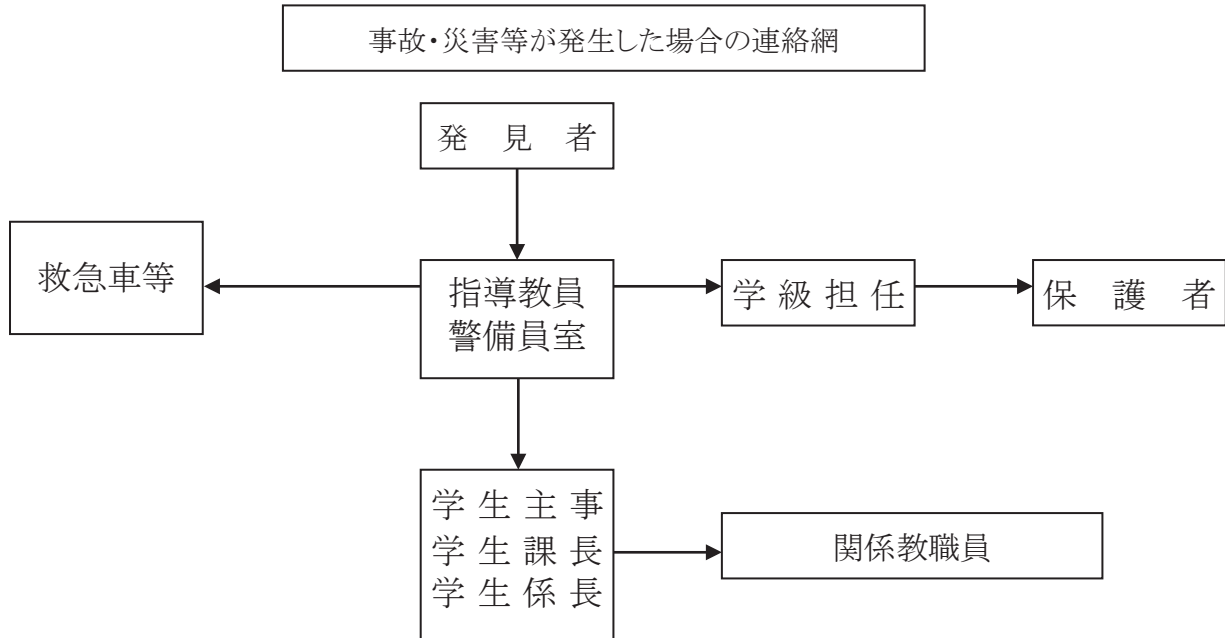 事故・災害等が発生した場合の連絡網
発見者
救急車等
指導教員
警備員室
学級担任
保護者
学生主事
学生課長
学生係長
関係教職員